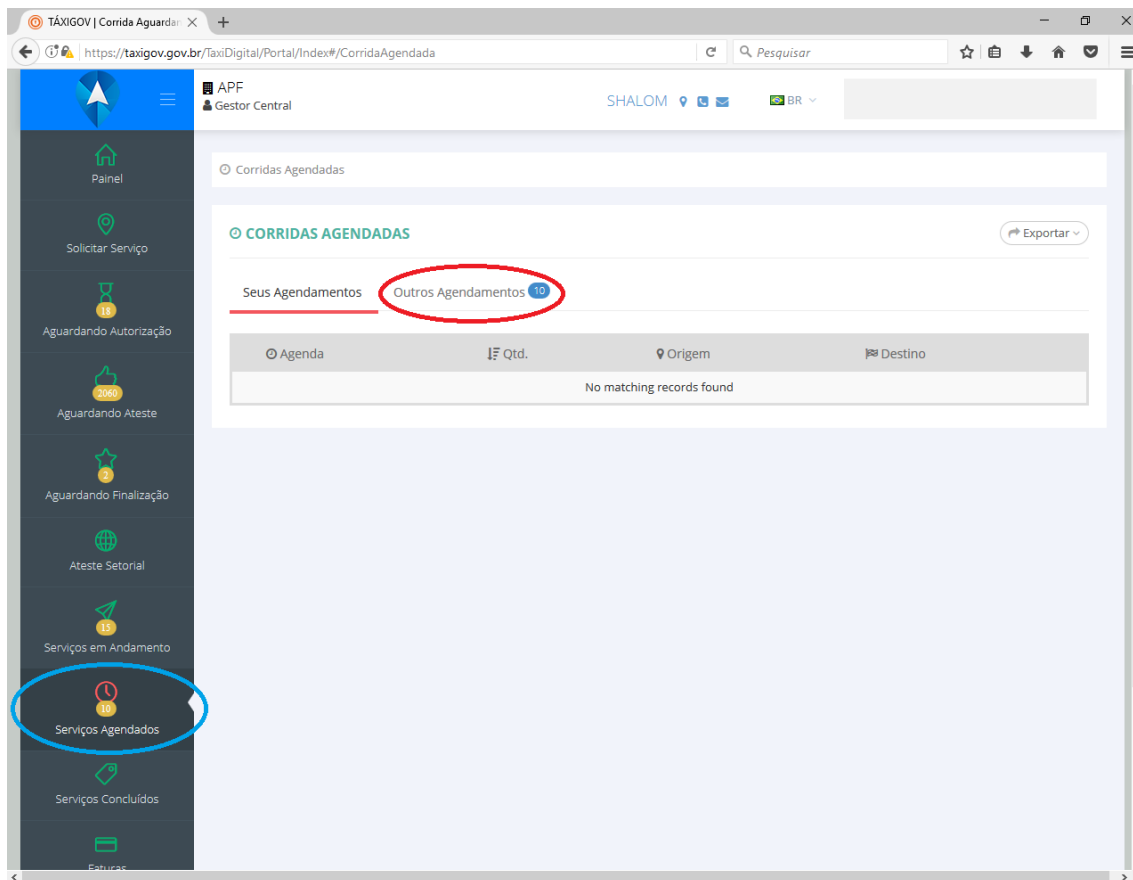 TÁXIGOV | Corrida Aguardan
https://taxigov.gov.br/TaxiDigital/Portal/Index#/CorridaAgendada
Pesquisar
APF
Gestor Central
SHALOM
BR
Painel
Solicitar Serviço
18
Aguardando Autorização
2060
Aguardando Ateste
2
Aguardando Finalização
Ateste Setorial
15
Serviços em Andamento
10
Serviços Agendados
Serviços Concluídos
Faturas
Corridas Agendadas
CORRIDAS AGENDADAS
Exportar
Seus Agendamentos
Outros Agendamentos 10
Agenda Qtd. Origem Destino
No matching records found